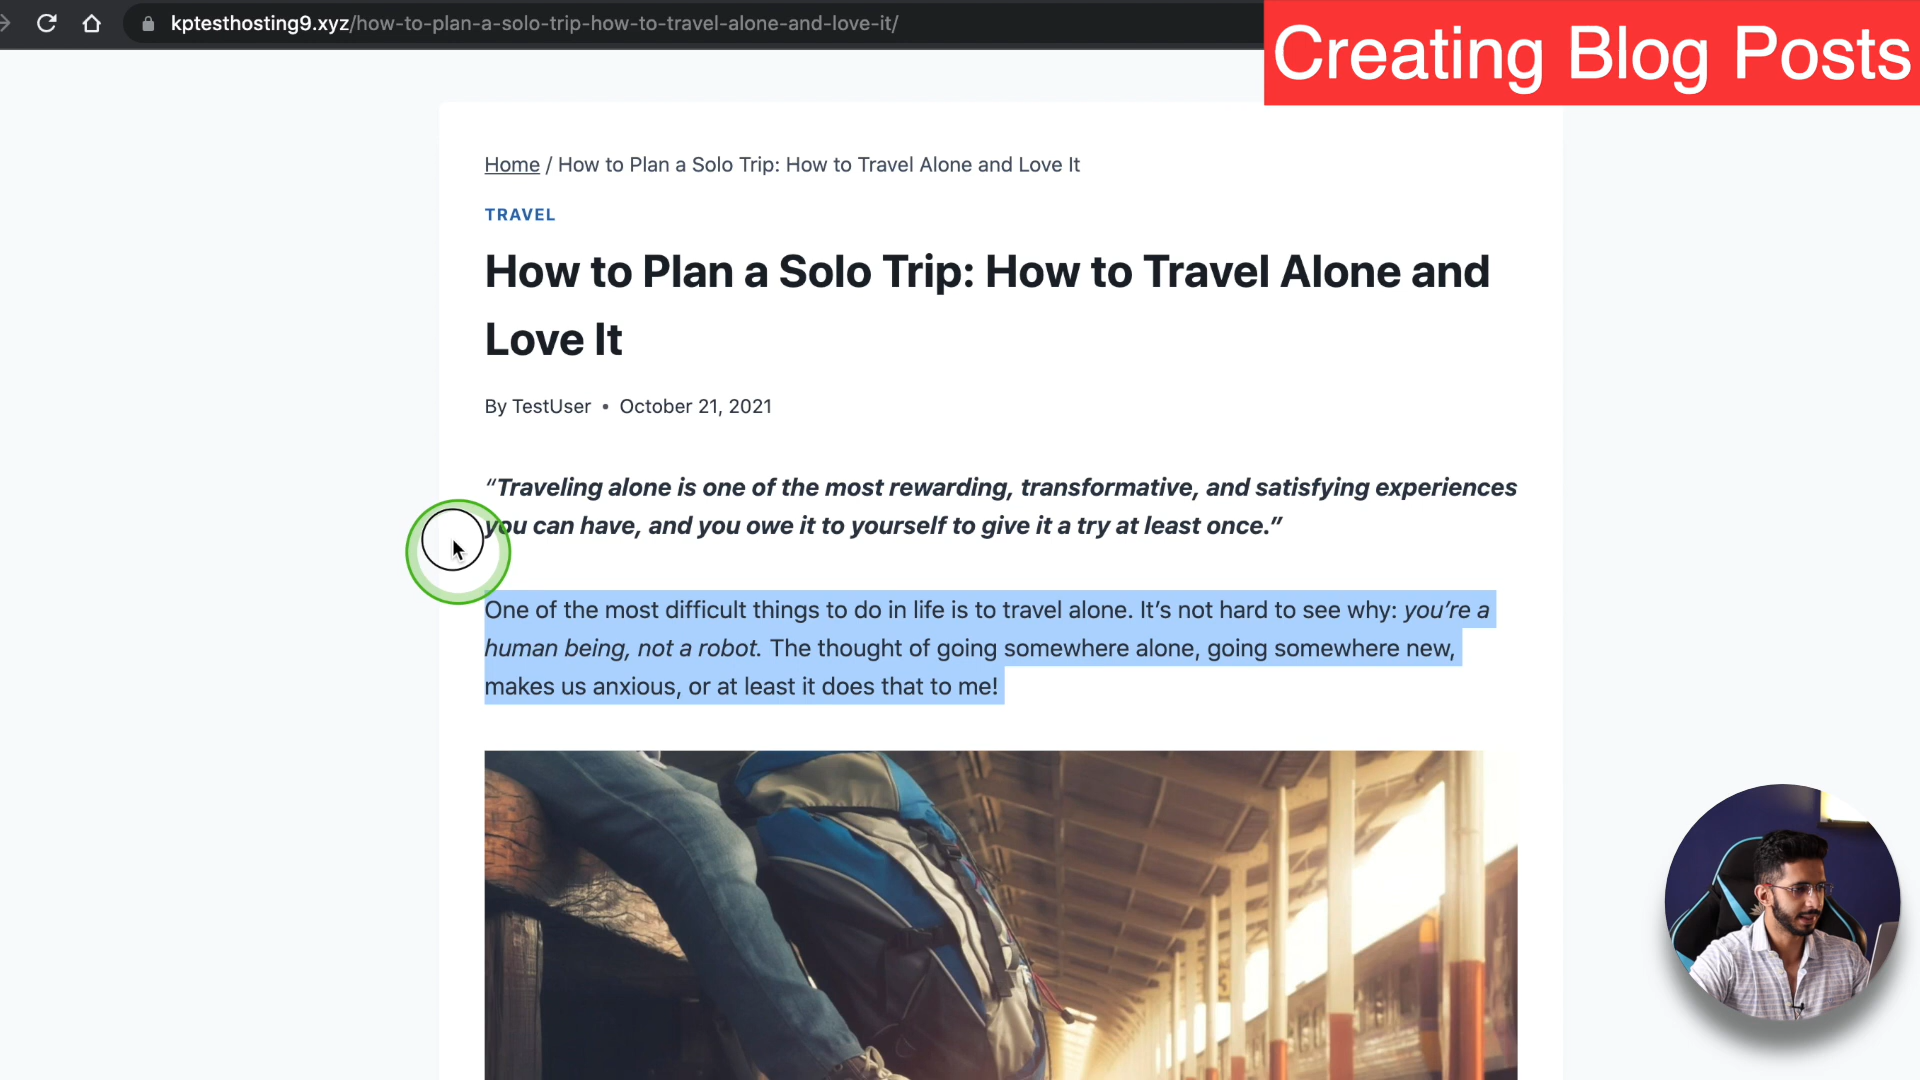 kptesthosting9.xyz/how-to-plan-a-solo-trip-how-to-travel-alone-and-love-it/
Creating Blog Posts
Home / How to Plan a Solo Trip: How to Travel Alone and Love It
TRAVEL
How to Plan a Solo Trip: How to Travel Alone and
Love It
By TestUser • October 21, 2021
“Traveling alone is one of the most rewarding, transformative, and satisfying experiences
you can have, and you owe it to yourself to give it a try at least once.”
One of the most difficult things to do in life is to travel alone. It’s not hard to see why: you’re a
human being, not a robot. The thought of going somewhere alone, going somewhere new,
makes us anxious, or at least it does that to me!